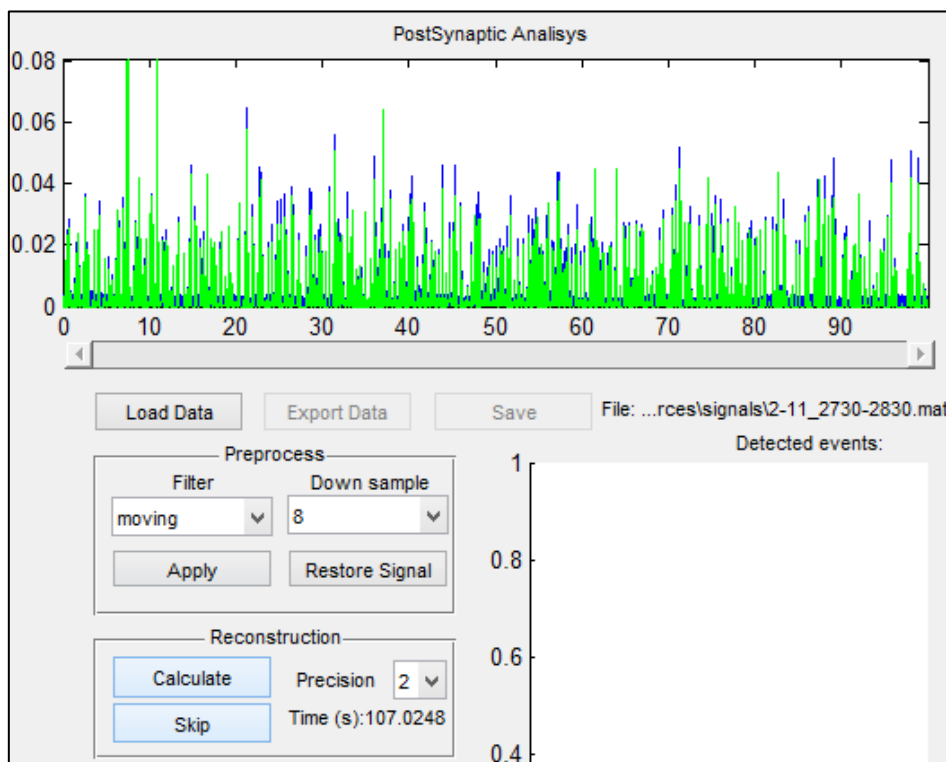 PostSynaptic Analisys
0.08
0.06
0.04
0.02
0
0 10 20 30 40 50 60 70 80 90
Load Data Export Data Save File: ...rces\signals\2-11_2730-2830.mat
Detected events:
Preprocess
Filter Down sample
moving 8
Apply Restore Signal
Reconstruction
Calculate Precision 2
Skip Time (s):107.0248
1
0.8
0.6
0.4